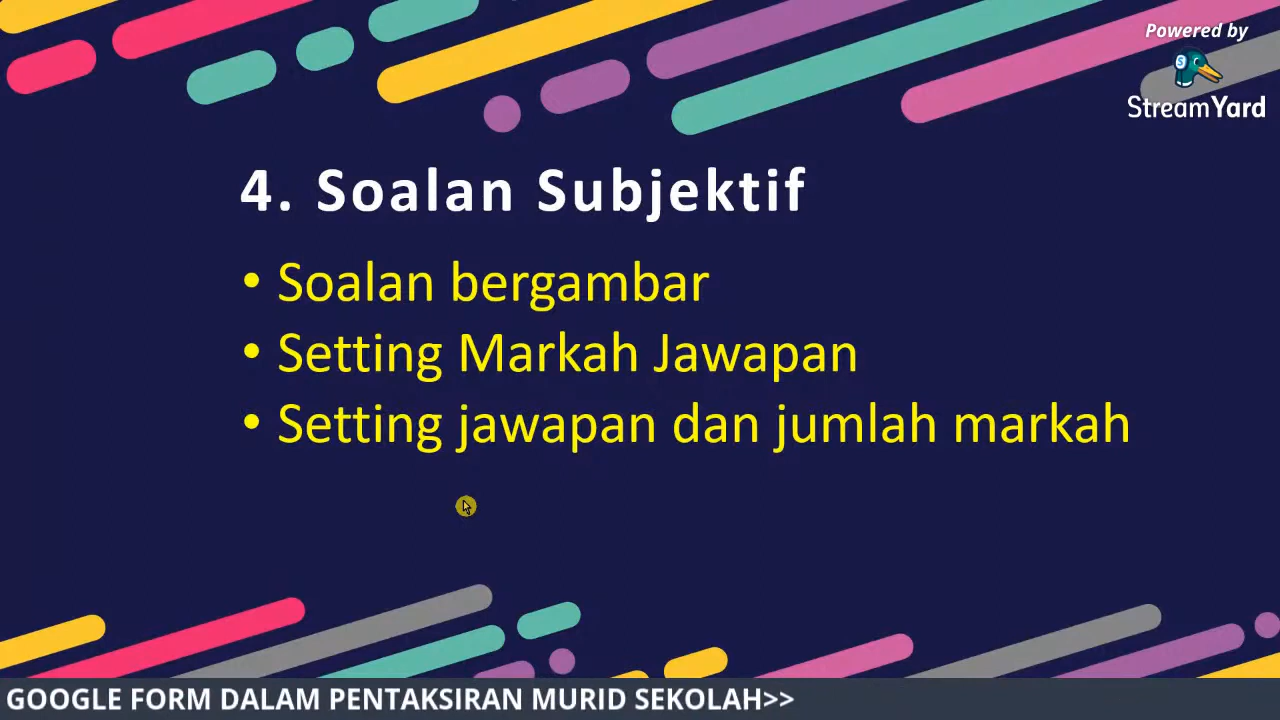 Powered by
StreamYard
4. Soalan Subjektif
• Soalan bergambar
• Setting Markah Jawapan
• Setting jawapan dan jumlah markah
GOOGLE FORM DALAM PENTAKSIRAN MURID SEKOLAH>>